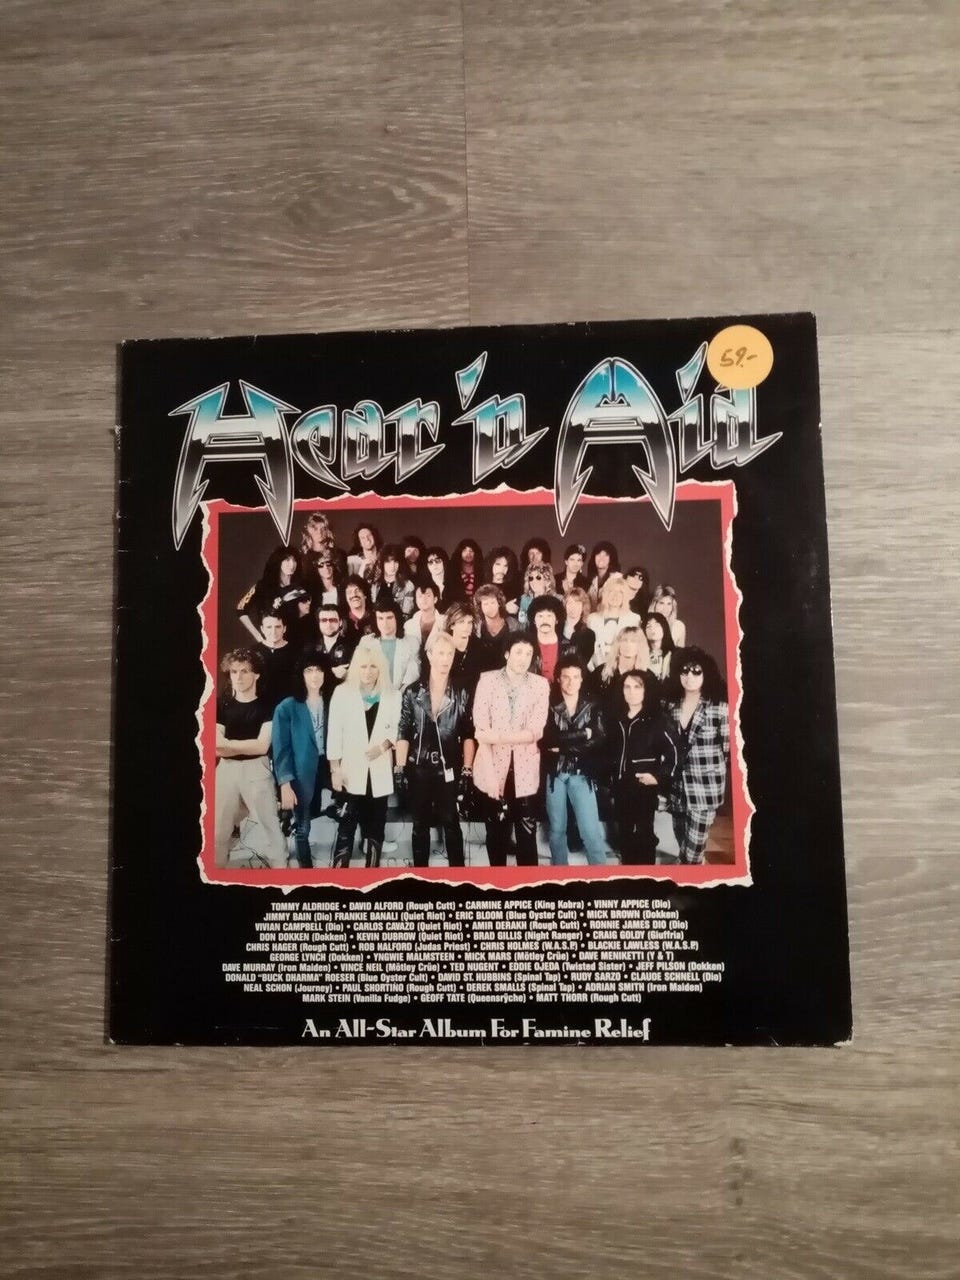 Hear 'n Aid
59.-
TOMMY ALDRIDGE • DAVID ALFORD (Rough Cutt) • CARMINE APPICE (King Kobra) • VINNY APPICE (Dio)
JIMMY BAIN (Dio) FRANKIE BANALI (Quiet Riot) • ERIC BLOOM (Blue Oyster Cult) • MICK BROWN (Dokken)
VIVIAN CAMPBELL (Dio) • CARLOS CAVAZO (Quiet Riot) • AMIR DERAKH (Rough Cutt) • RONNIE JAMES DIO (Dio)
DON DOKKEN (Dokken) • KEVIN DUBROW (Quiet Riot) • BRAD GILLIS (Night Ranger) • CRAIG GOLDY (Giuffria)
CHRIS HAGER (Rough Cutt) • ROB HALFORD (Judas Priest) • CHRIS HOLMES (W.A.S.P.) • BLACKIE LAWLESS (W.A.S.P.)
GEORGE LYNCH (Dokken) • YNGWIE MALMSTEEN • MICK MARS (Mötley Crüe) • DAVE MENIKETTI (Y & T)
DAVE MURRAY (Iron Maiden) • VINCE NEIL (Mötley Crüe) • TED NUGENT • EDDIE OJEDA (Twisted Sister) • JEFF PILSON (Dokken)
DONALD "BUCK DHARMA" ROESER (Blue Oyster Cult) • DAVID ST. HUBBINS (Spinal Tap) • RUDY SARZO • CLAUDE SCHNELL (Dio)
NEAL SCHON (Journey) • PAUL SHORTINO (Rough Cutt) • DEREK SMALLS (Spinal Tap) • ADRIAN SMITH (Iron Maiden)
MARK STEIN (Vanilla Fudge) • GEOFF TATE (Queensrÿche) • MATT THORR (Rough Cutt)
An All-Star Album For Famine Relief